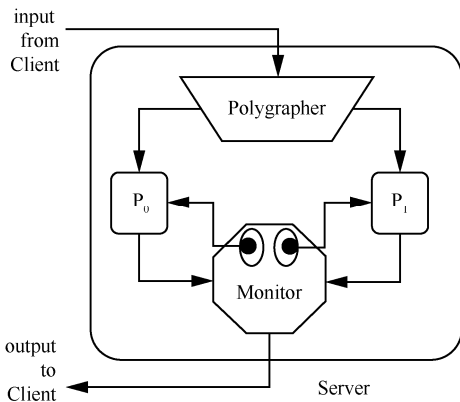 input
from
Client
Polygrapher
P0
P1
Monitor
output
to
Client
Server